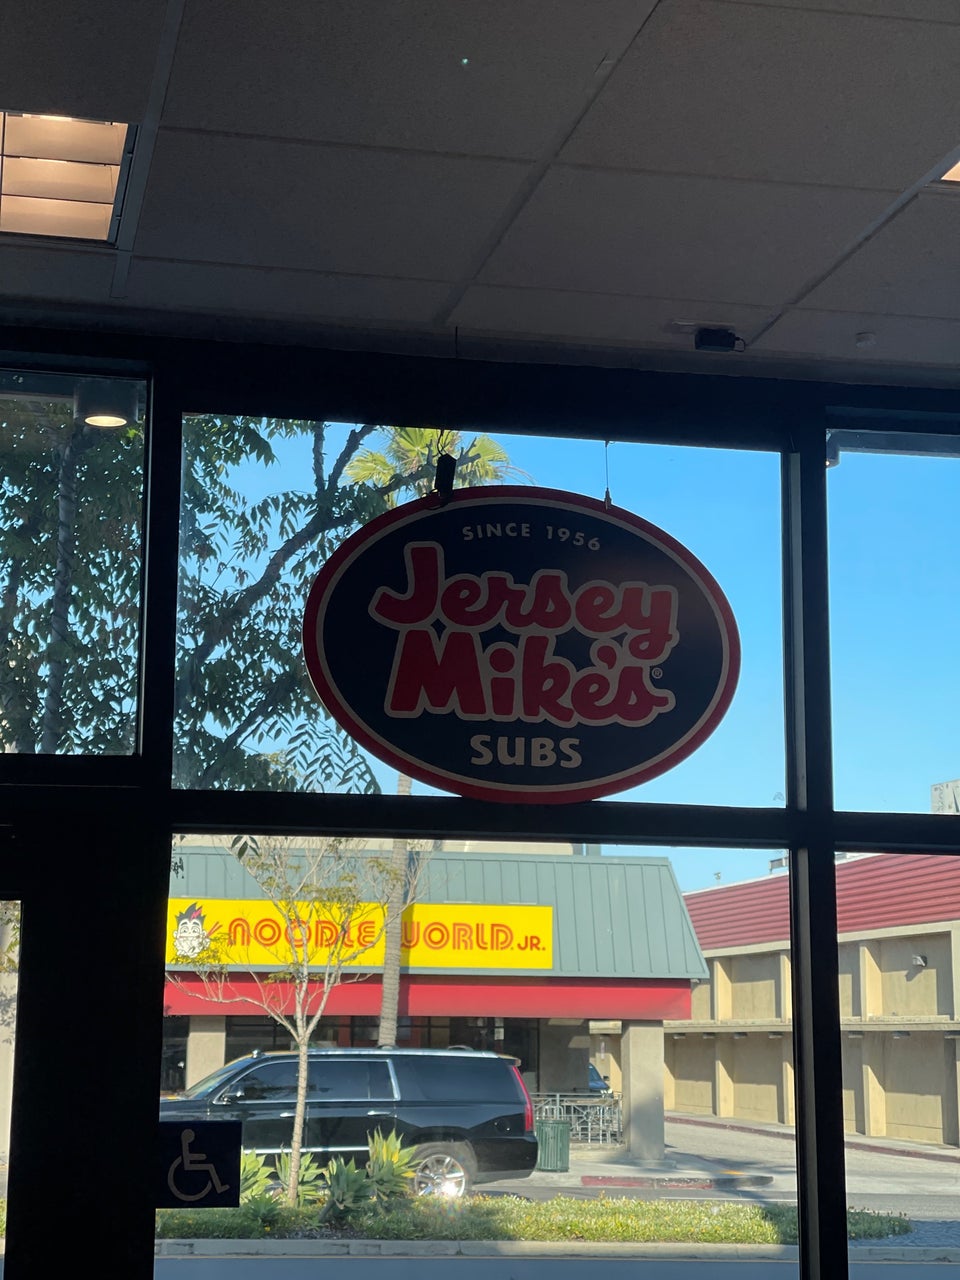 SINCE 1956
Jersey
Mike's®
SUBS
NOODLE WORLD JR.